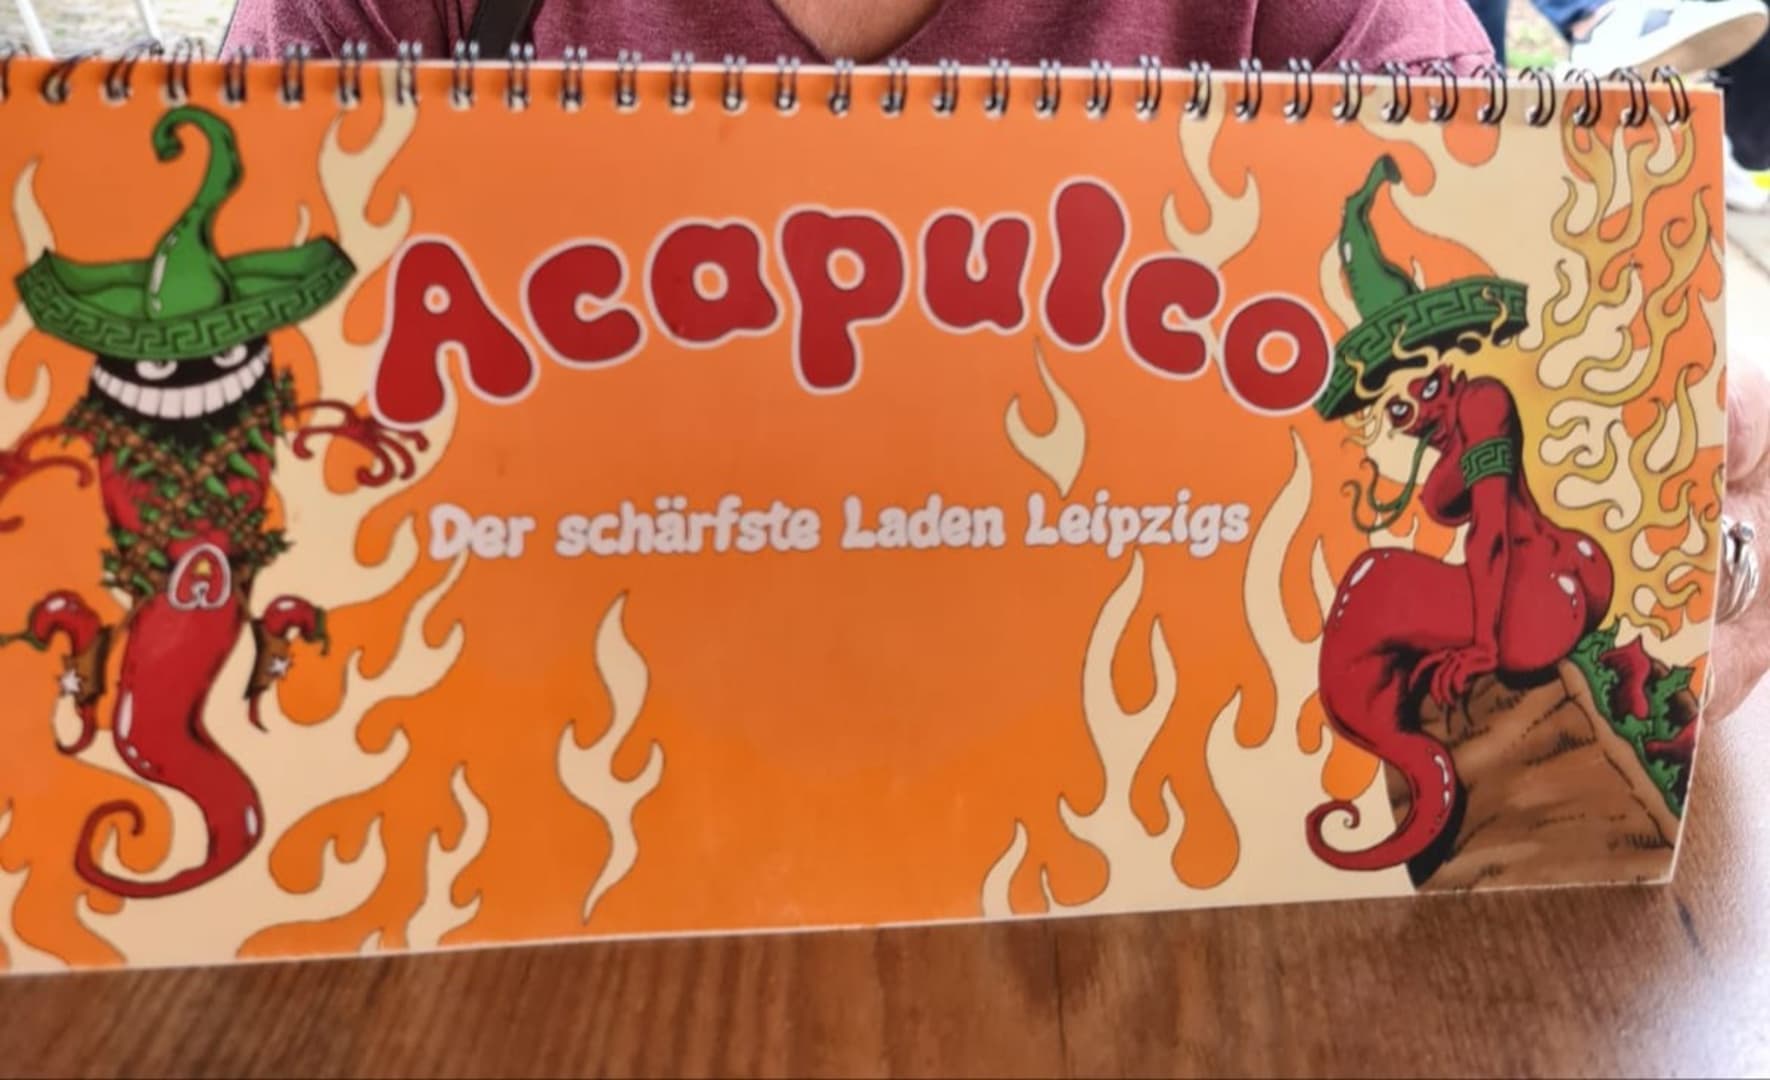 Acapulco
Der schärfste Laden Leipzigs
A